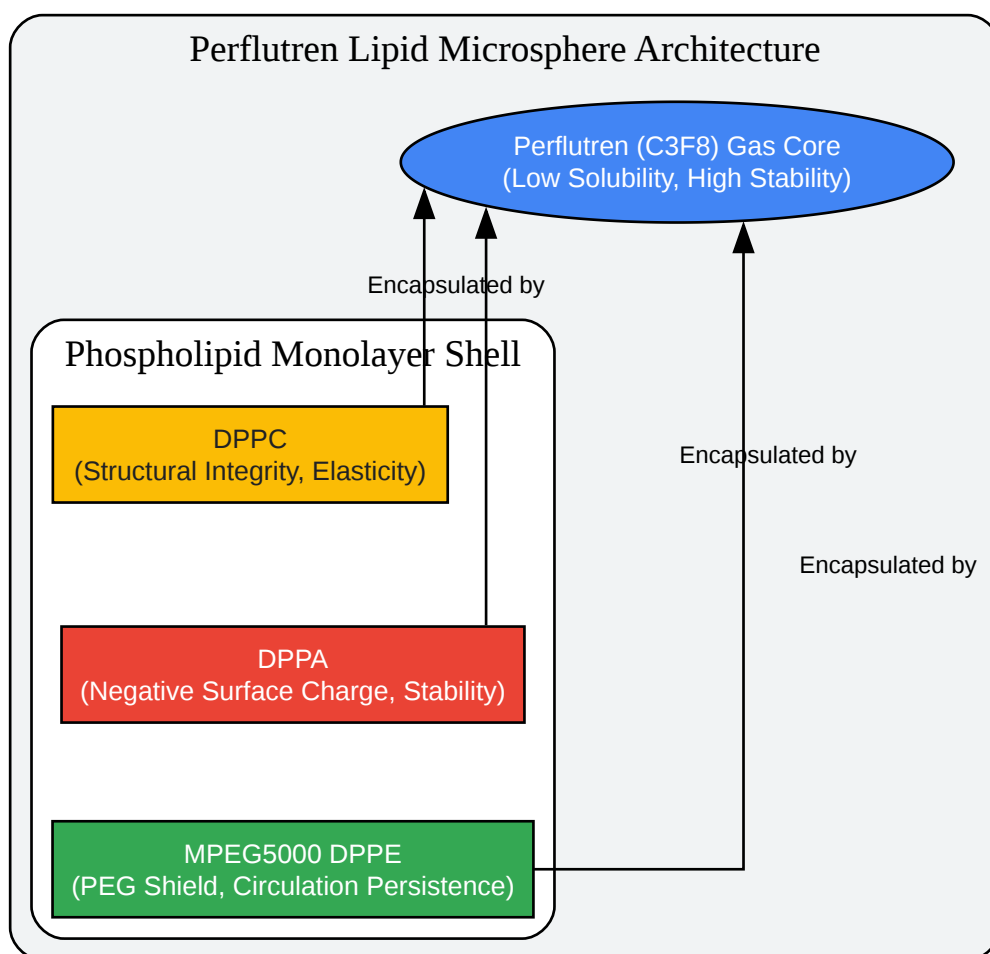 Perflutren Lipid Microsphere Architecture
Perflutren (C3F8) Gas Core
(Low Solubility, High Stability)
Encapsulated by
Phospholipid Monolayer Shell
DPPC
(Structural Integrity, Elasticity)
Encapsulated by
Encapsulated by
DPPA
(Negative Surface Charge, Stability)
MPEG5000 DPPE
(PEG Shield, Circulation Persistence)